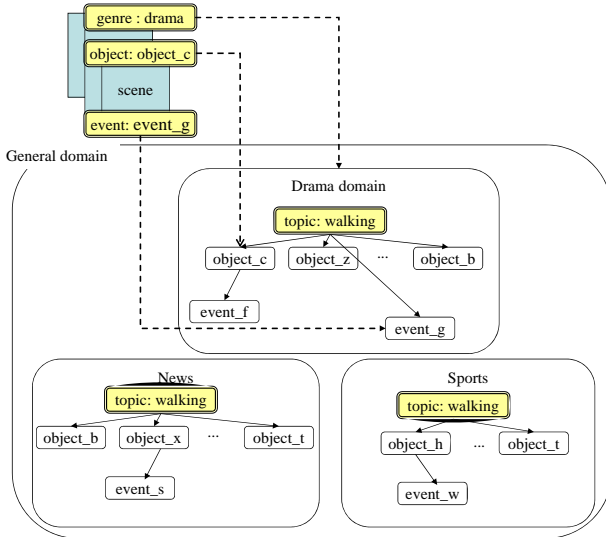 genre : drama
object: object_c
scene
event: event_g
General domain
Drama domain
topic: walking
object_c
object_z
...
object_b
event_f
event_g
News
topic: walking
object_b
object_x
...
object_t
event_s
Sports
topic: walking
object_h
...
object_t
event_w